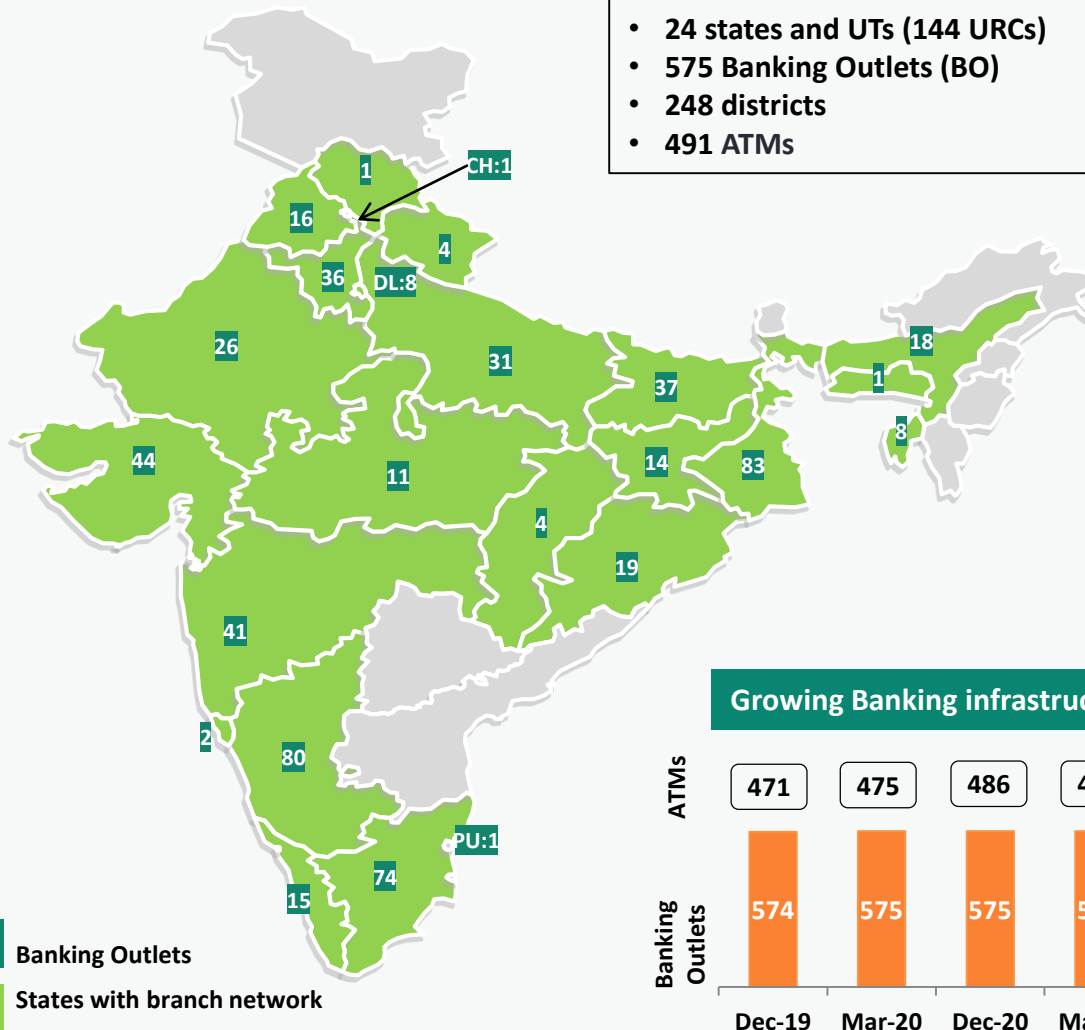 • 24 states and UTs (144 URCs)
• 575 Banking Outlets (BO)
• 248 districts
• 491 ATMs
1
CH:1
16
4
36
DL:8
26
31
37
18
1
8
44
11
14
83
4
19
41
2
80
PU:1
74
15
Banking Outlets
States with branch network
Growing Banking
ATMs
471
475
486
Banking
Outlets
574
575
575
Dec-19
Mar-20
Dec-20